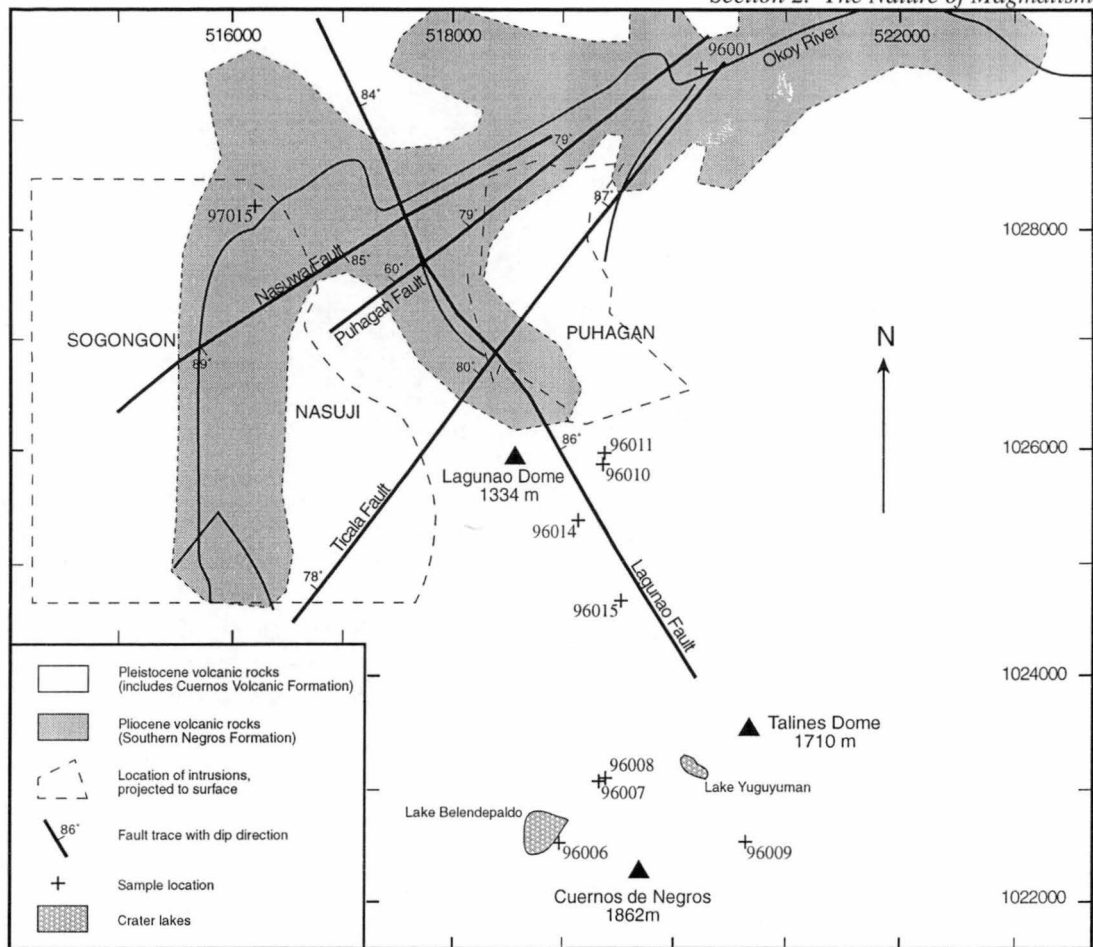 Section 2: The Nature of Magmatism
516000
518000
522000
96001
Okoy River
84°
79°
87°
97015
79°
1028000
Nasuwa Fault
85°
60°
Puhagan Fault
SOGONGON
PUHAGAN
N
89°
80°
NASUJI
86°
96011
96010
1026000
Lagunao Dome
1334 m
Ticala Fault
96014
78°
96015
Lagunao Fault
1024000
Talines Dome
1710 m
96008
96007
Lake Yuguyuman
Lake Belendepaldo
96006
96009
Cuernos de Negros
1862m
1022000
Pleistocene volcanic rocks
(includes Cuernos Volcanic Formation)
Pliocene volcanic rocks
(Southern Negros Formation)
Location of intrusions,
projected to surface
86°
Fault trace with dip direction
Sample location
Crater lakes